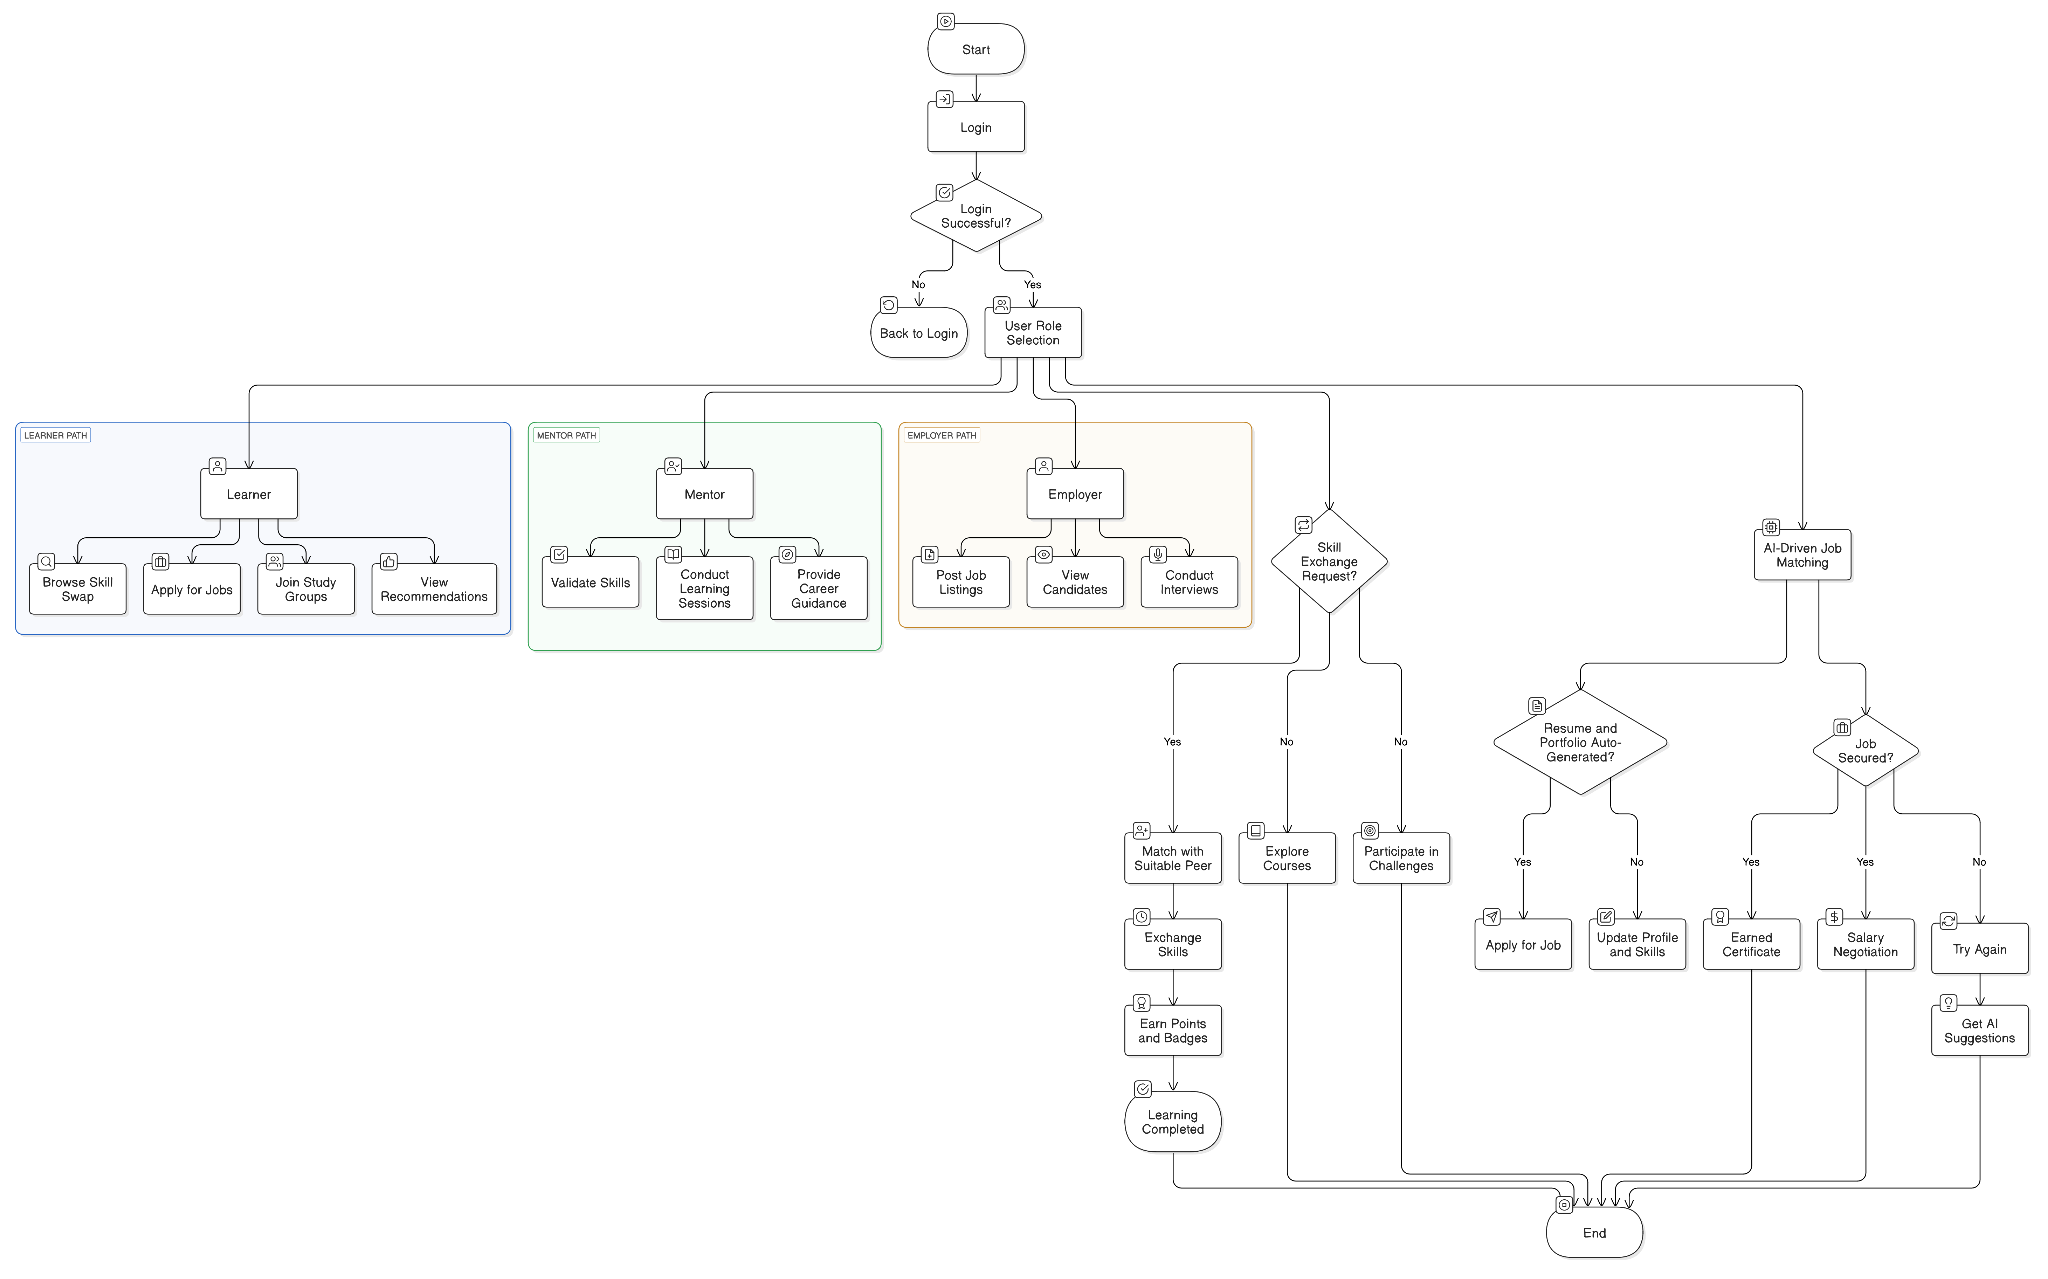 Start
Login
Login
Successful?
No
Yes
Back to Login
User Role
Selection
LEARNER PATH
MENTOR PATH
EMPLOYER PATH
Learner
Mentor
Employer
Browse Skill
Swap
Apply for Jobs
Join Study
Groups
View
Recommendations
Validate Skills
Conduct
Learning
Sessions
Provide
Career
Guidance
Post Job
Listings
View
Candidates
Conduct
Interviews
Skill
Exchange
Request?
AI-Driven Job
Matching
Yes
No
No
Resume and
Portfolio Auto-
Generated?
Job
Secured?
Match with
Suitable Peer
Explore
Courses
Participate in
Challenges
Yes
No
Yes
Yes
No
Exchange
Skills
Apply for Job
Update Profile
and Skills
Earned
Certificate
Salary
Negotiation
Try Again
Earn Points
and Badges
Get AI
Suggestions
Learning
Completed
End